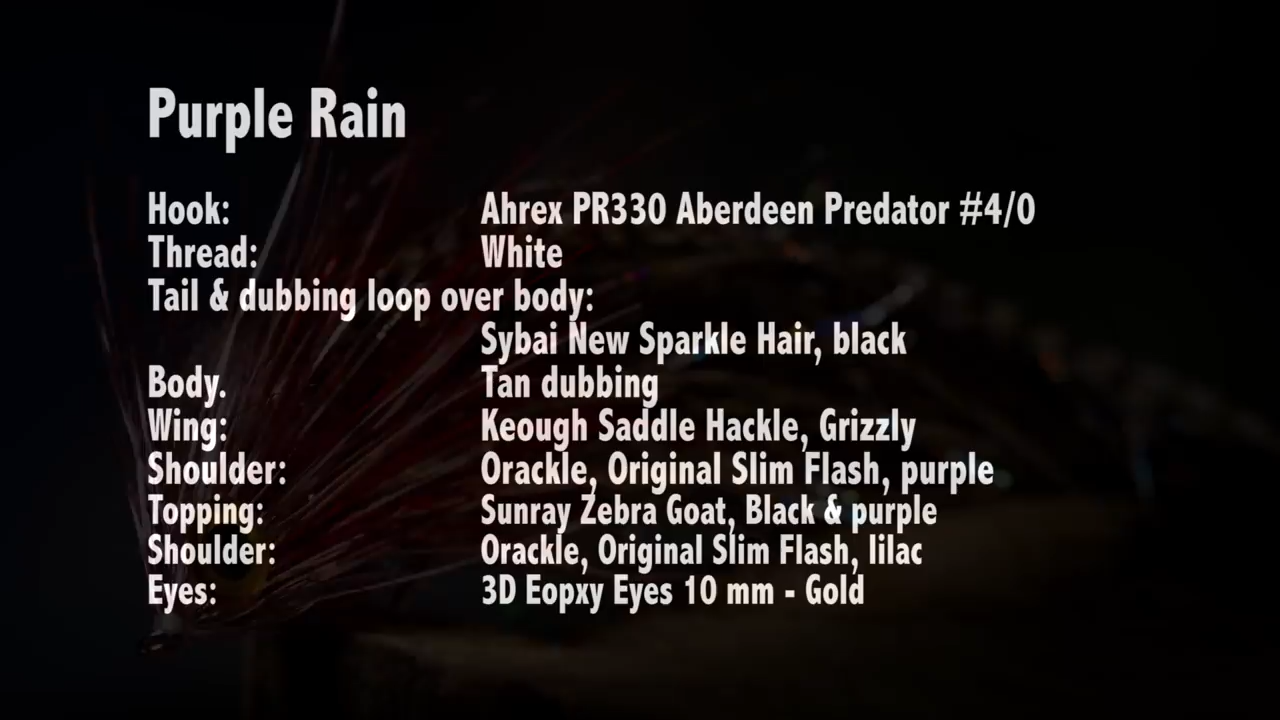 Purple Rain
Hook: Ahrex PR330 Aberdeen Predator #4/0
Thread: White
Tail & dubbing loop over body:
Sybai New Sparkle Hair, black
Body. Tan dubbing
Wing: Keough Saddle Hackle, Grizzly
Shoulder: Orackle, Original Slim Flash, purple
Topping: Sunray Zebra Goat, Black & purple
Shoulder: Orackle, Original Slim Flash, lilac
Eyes: 3D Eopxy Eyes 10 mm - Gold